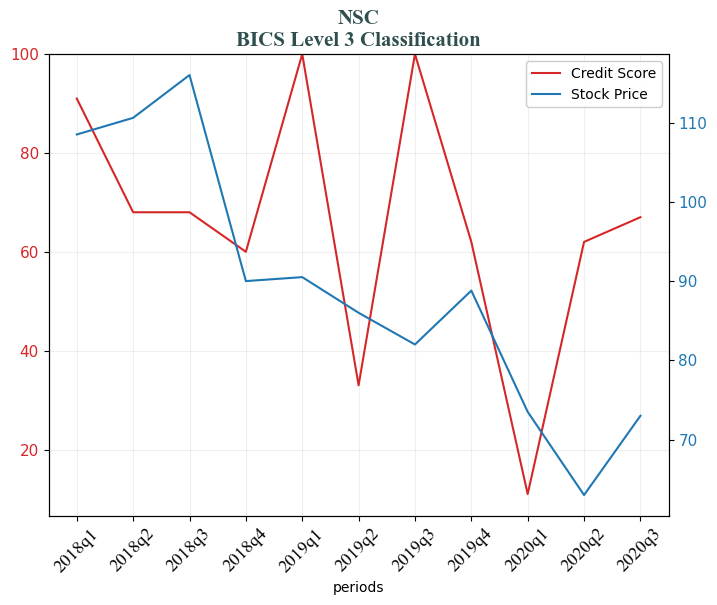 NSC
BICS Level 3 Classification
Credit Score
Stock Price
100
80
60
40
20
110
100
90
80
70
2018q1
2018q2
2018q3
2018q4
2019q1
2019q2
2019q3
2019q4
2020q1
2020q2
2020q3
periods